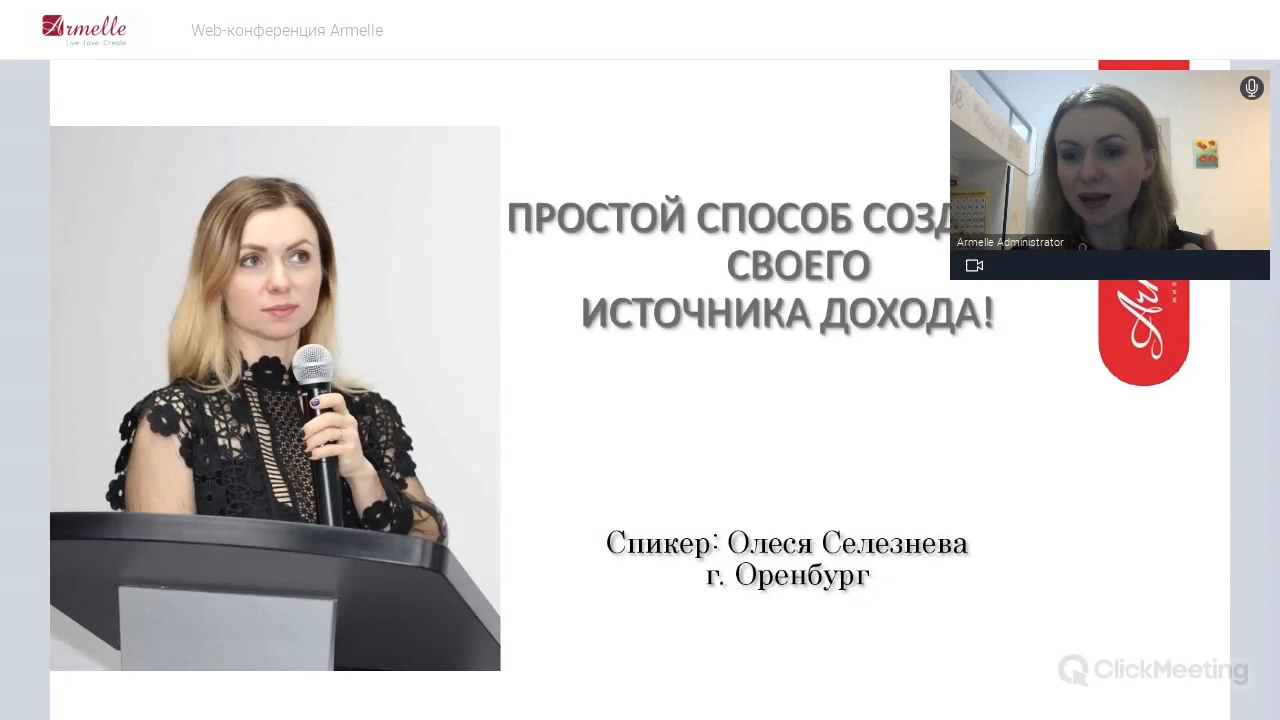 Armelle
Live Love Create
Web-конференция Armelle
ПРОСТОЙ СПОСОБ СОЗД
СВОЕГО
ИСТОЧНИКА ДОХОДА!
Armelle Administrator
Спикер: Олеся Селезнева
г. Оренбург
ClickMeeting